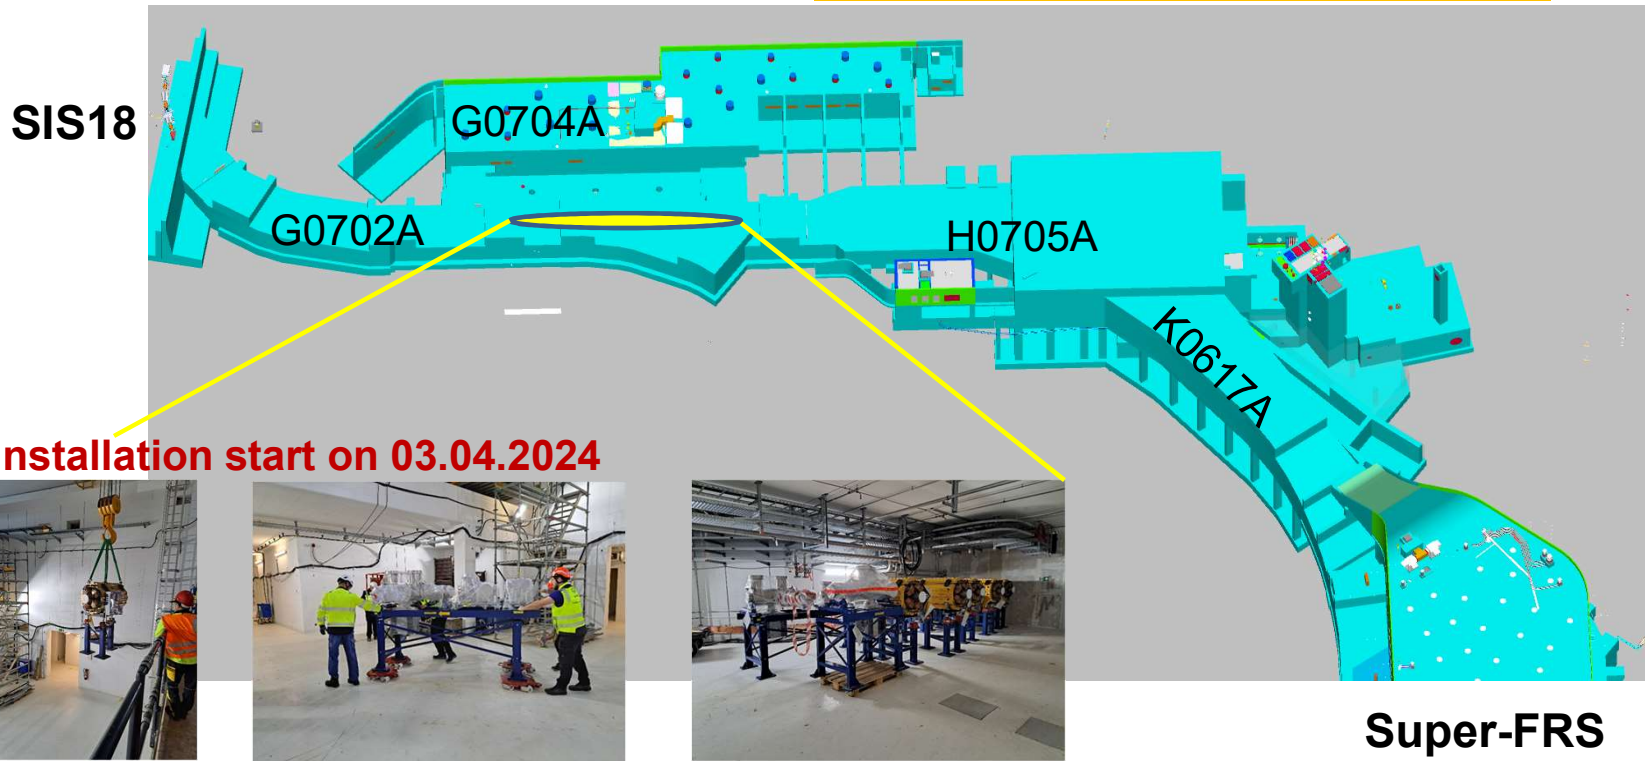 SIS18
G0704A
G0702A
H0705A
K0617A
nstallation start on 03.04.2024
Super-FRS